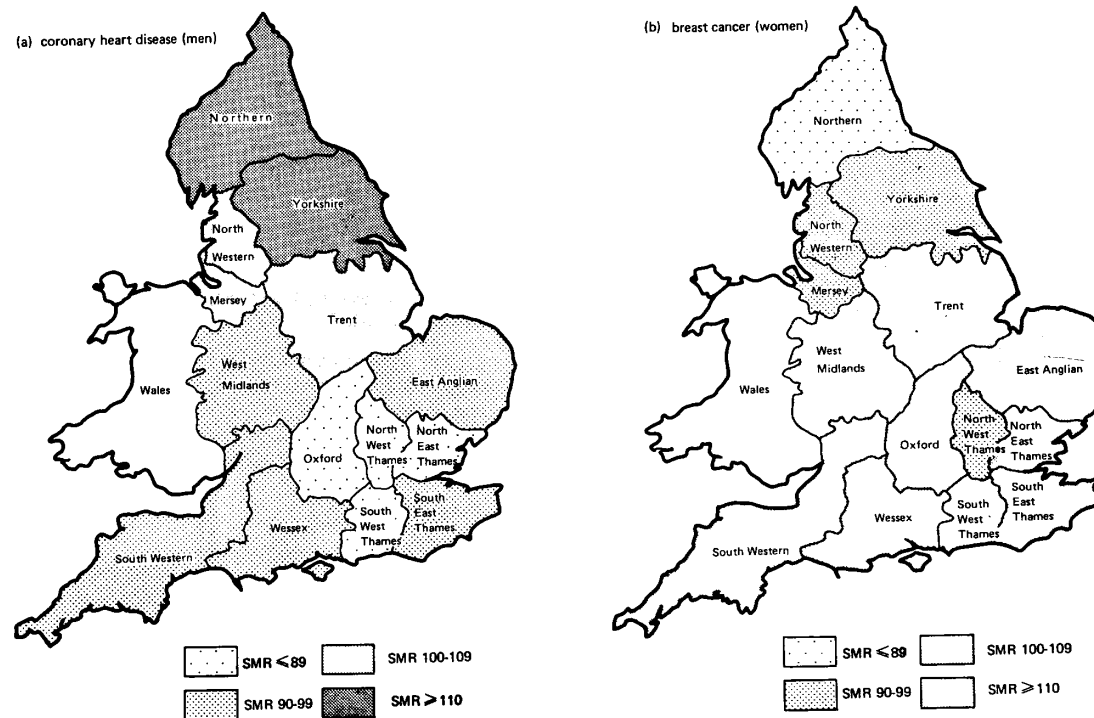 (a) coronary heart disease (men)
Northern
Yorkshire
North
Western
Mersey
Trent
Wales
West
Midlands
East Anglian
Oxford
North
West
Thames
North
East
Thames
South
West
Thames
South
East
Thames
Wessex
South Western
SMR ≤89
SMR 100-109
SMR 90-99
SMR ≥110
(b) breast cancer (women)
Northern
Yorkshire
North
Western
Mersey
Trent
Wales
West
Midlands
East Anglian
Oxford
North
West
Thames
North
East
Thames
South
West
Thames
South
East
Thames
Wessex
South Western
SMR ≤89
SMR 100-109
SMR 90-99
SMR ≥110